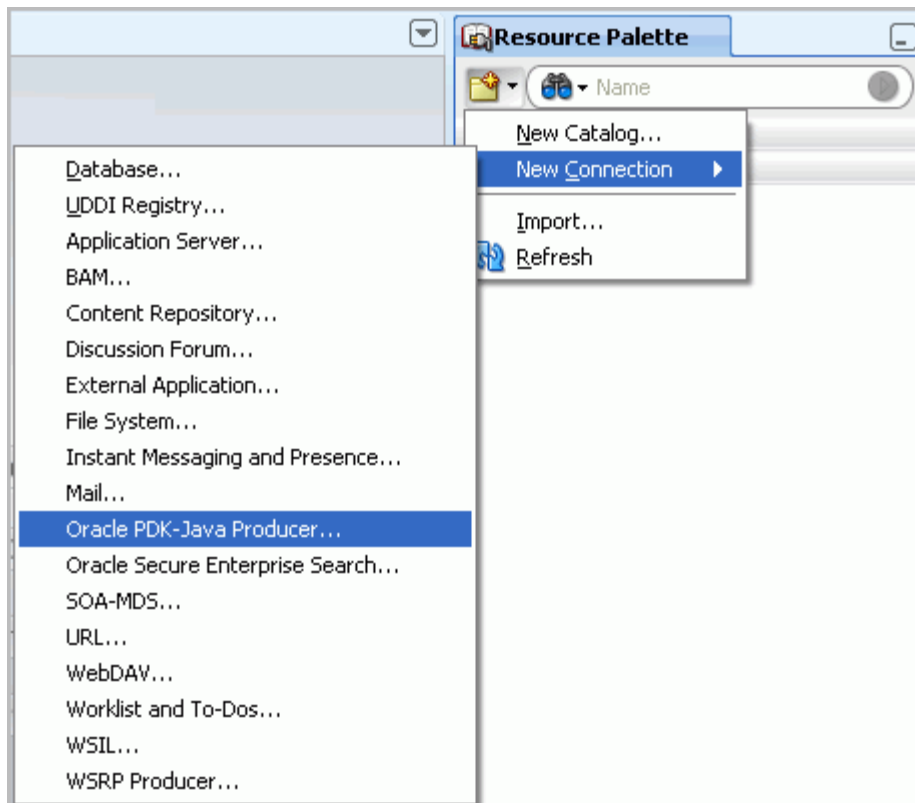 Resource Palette
Name
New Catalog...
New Connection
Import...
Refresh
Database...
UDDI Registry...
Application Server...
BAM...
Content Repository...
Discussion Forum...
External Application...
File System...
Instant Messaging and Presence...
Mail...
Oracle PDK-Java Producer...
Oracle Secure Enterprise Search...
SOA-MDS...
URL...
WebDAV...
Worklist and To-Dos...
WSIL...
WSRP Producer...